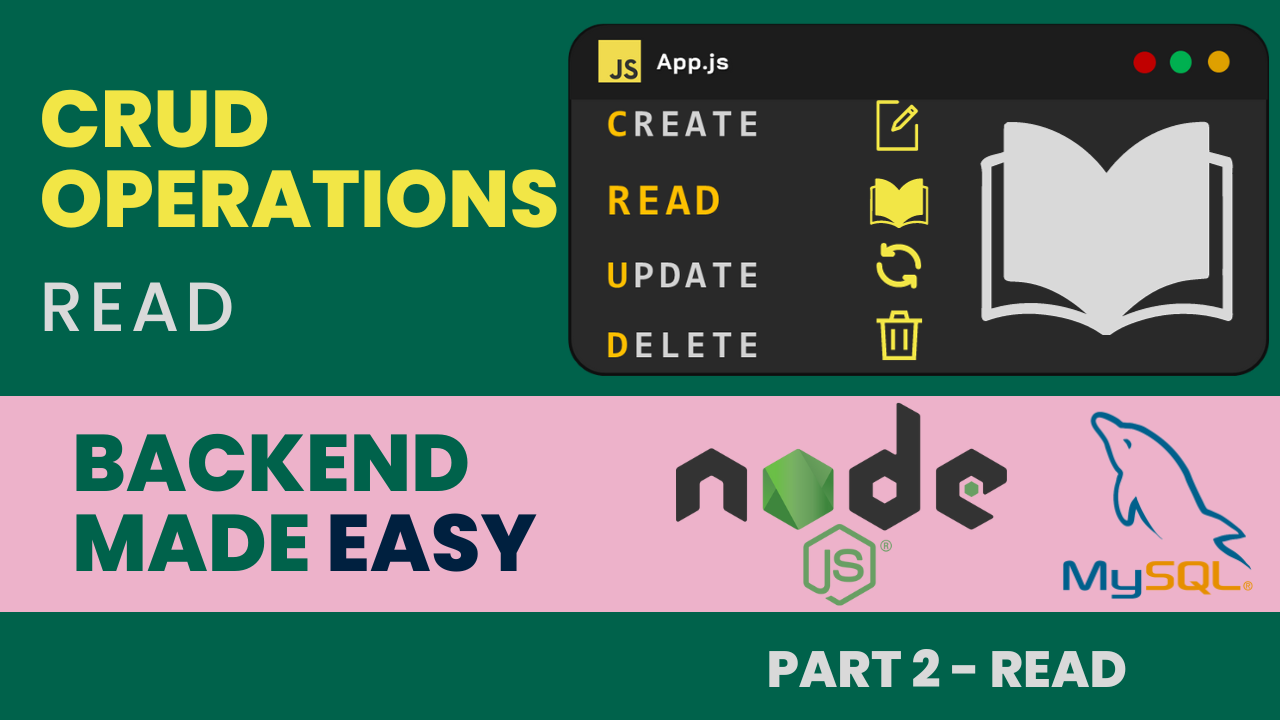 CRUD
OPERATIONS
READ
JS App.js
CREATE
READ
UPDATE
DELETE
BACKEND
MADE EASY
node
JS®
MySQL®
PART 2 – READ